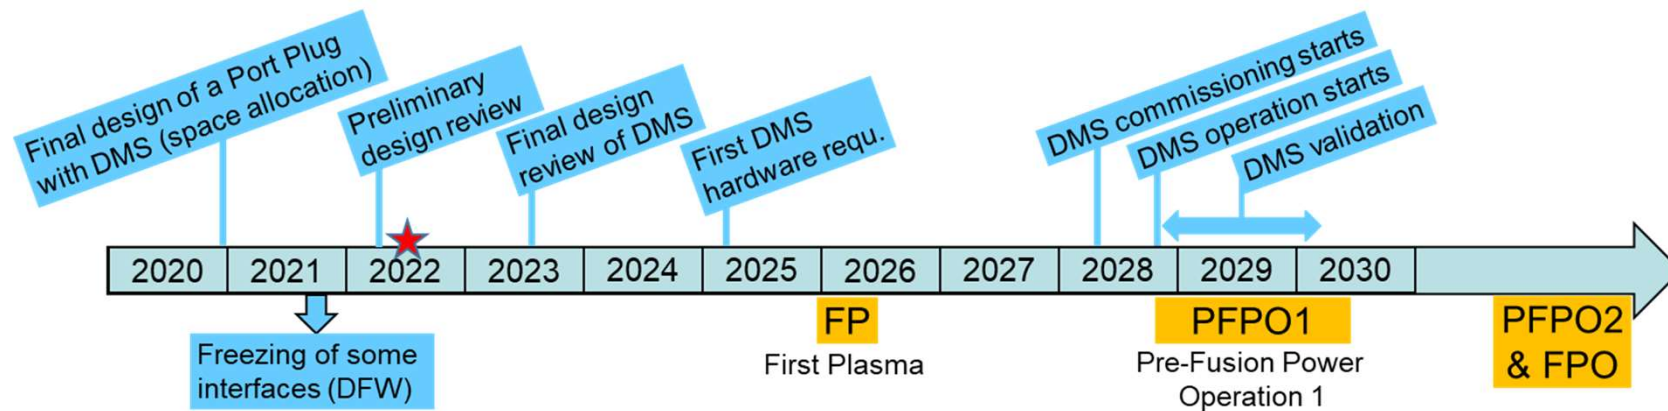 Final design of a Port Plug
with DMS (space allocation)
Preliminary
design review
Final design
review of DMS
First DMS
hardware requ.
DMS commissioning starts
DMS operation starts
DMS validation
2020
2021
2022
2023
2024
2025
2026
2027
2028
2029
2030
Freezing of some
interfaces (DFW)
FP
First Plasma
PFPO1
Pre-Fusion Power
Operation 1
PFPO2
& FPO